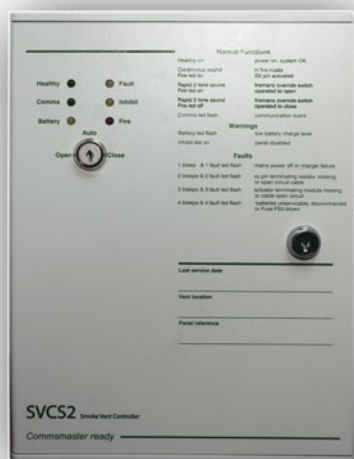 Normal Functions
Healthy on power on, system OK
Continuous sound in fire mode
Fire led on SS pin actuated
Rapid 2 tone sound firemans override switch
Fire led on operated to open
Rapid 2 tone sound firemans override switch
Fire led off operated to close
Comms led flash communication event
Warnings
Battery led flash low battery charge level
Inhibit led on panel disabled
Faults
1 bleep & 1 fault led flash mains power off or charger failure
2 bleeps & 2 fault led flash ss pin terminating resistor missing
or open circuit cable
3 bleeps & 3 fault led flash actuator terminating module missing
or cable open circuit
4 bleeps & 4 fault led flash batteries unserviceable, disconnected
or Fuse FS3 blown
Healthy Fault
Comms Inhibit
Battery Fire
Auto
Open Close
Last service date
Vent location
Panel reference
SVCS2 Smoke Vent Controller
Commsmaster ready